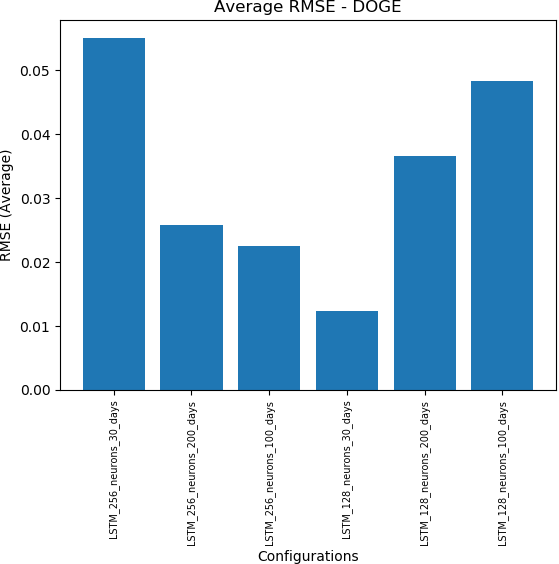 Average RMSE - DOGE
RMSE (Average)
0.05
0.04
0.03
0.02
0.01
0.00
LSTM_256_neurons_30_days
LSTM_256_neurons_200_days
LSTM_256_neurons_100_days
LSTM_128_neurons_30_days
LSTM_128_neurons_200_days
LSTM_128_neurons_100_days
Configurations